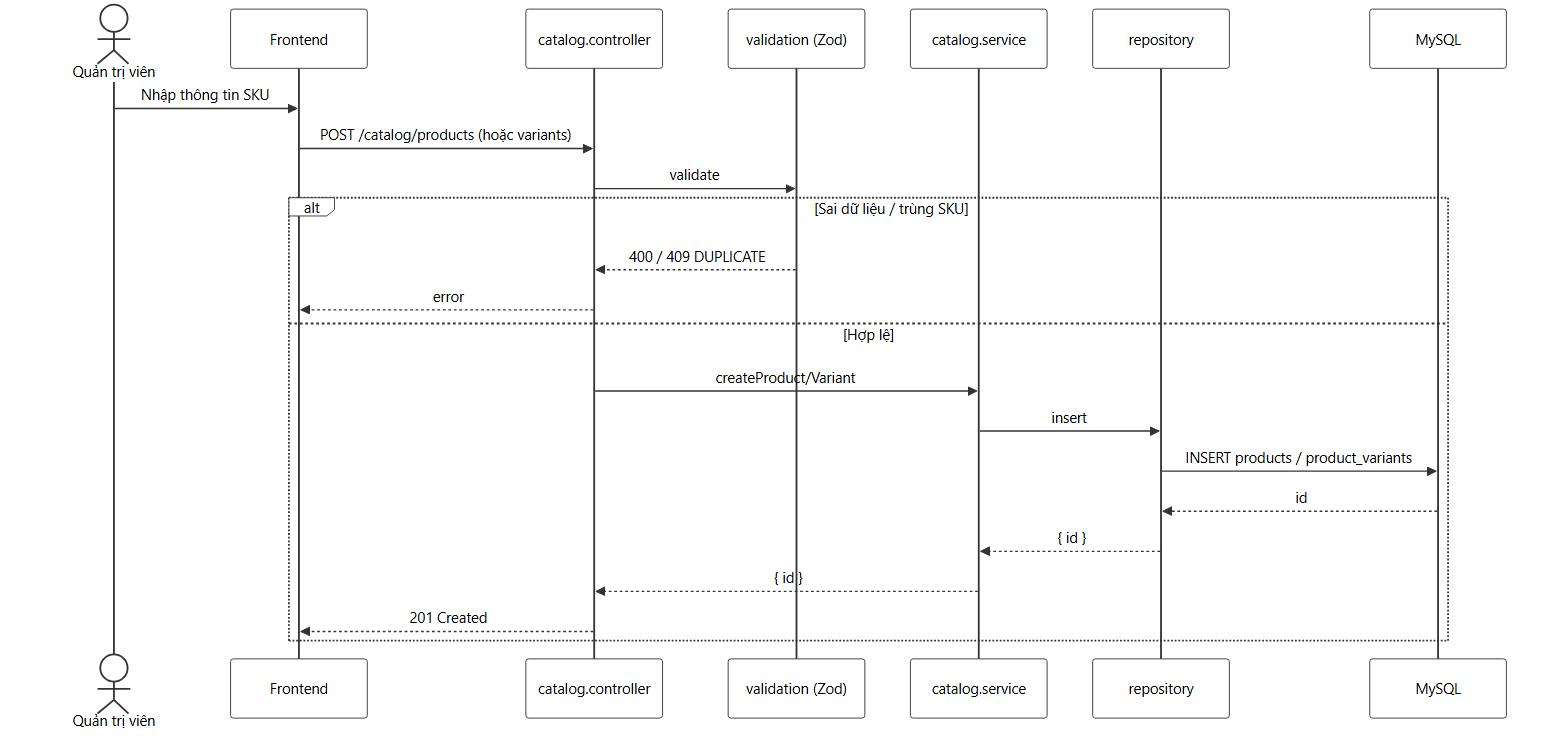 Quản trị viên
Frontend
catalog.controller
validation (Zod)
catalog.service
repository
MySQL
Nhập thông tin SKU
POST /catalog/products (hoặc variants)
validate
alt
[Sai dữ liệu / trùng SKU]
400 / 409 DUPLICATE
error
[Hợp lệ]
createProduct/Variant
insert
INSERT products / product_variants
id
{ id }
{ id }
201 Created
Quản trị viên
Frontend
catalog.controller
validation (Zod)
catalog.service
repository
MySQL